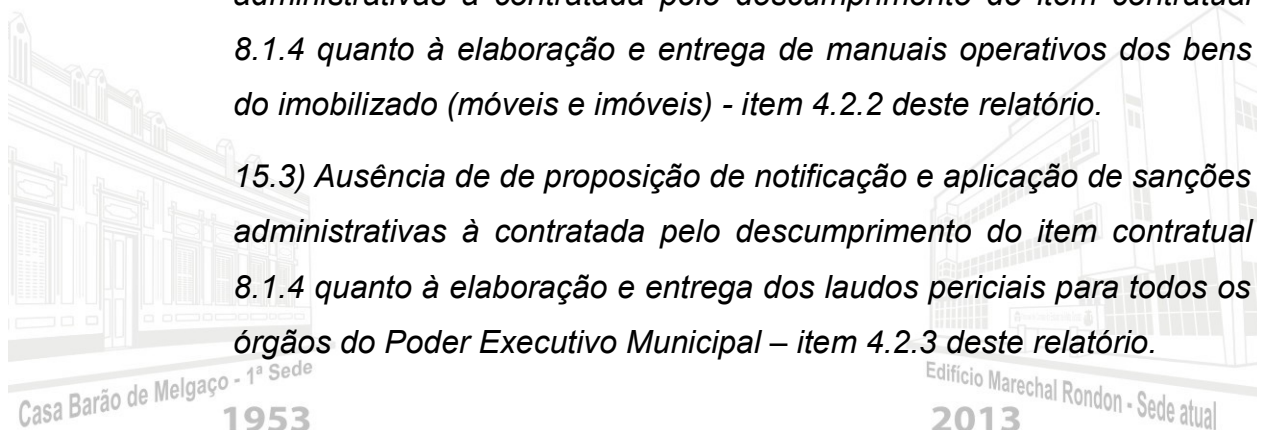 administrativas à contratada pelo descumprimento do item contratual
8.1.4 quanto à elaboração e entrega de manuais operativos dos bens
do imobilizado (móveis e imóveis) - item 4.2.2 deste relatório.
15.3) Ausência de de proposição de notificação e aplicação de sanções
administrativas à contratada pelo descumprimento do item contratual
8.1.4 quanto à elaboração e entrega dos laudos periciais para todos os
órgãos do Poder Executivo Municipal – item 4.2.3 deste relatório.
Casa Barão de Melgaço - 1ª Sede
1953
Edifício Marechal Rondon - Sede atual
2013